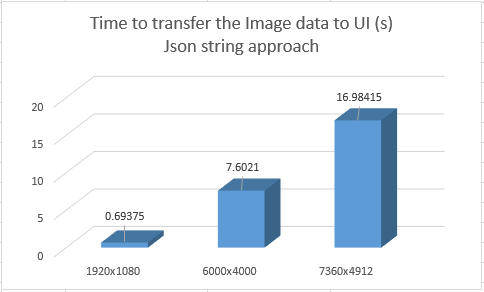 Time to transfer the Image data to UI (s)
Json string approach
20
15
10
5
0
0.69375
7.6021
16.98415
1920x1080
6000x4000
7360x4912